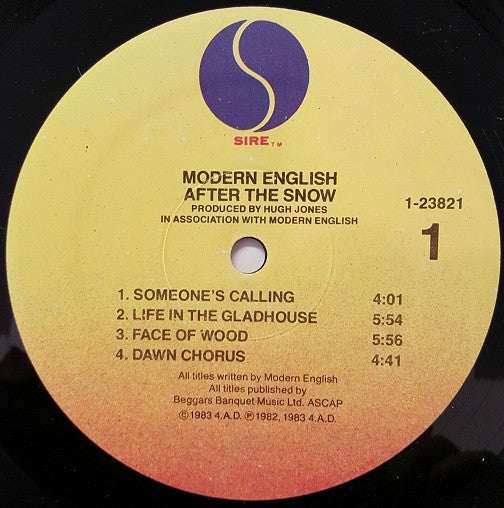 SIRE™
MODERN ENGLISH
AFTER THE SNOW
PRODUCED BY HUGH JONES
IN ASSOCIATION WITH MODERN ENGLISH
1-23821
1
1. SOMEONE'S CALLING 4:01
2. LIFE IN THE GLADHOUSE 5:54
3. FACE OF WOOD 5:56
4. DAWN CHORUS 4:41
All titles written by Modern English
All titles published by
Beggars Banquet Music Ltd. ASCAP
©1983 4.A.D. ℗1982, 1983 4.A.D.